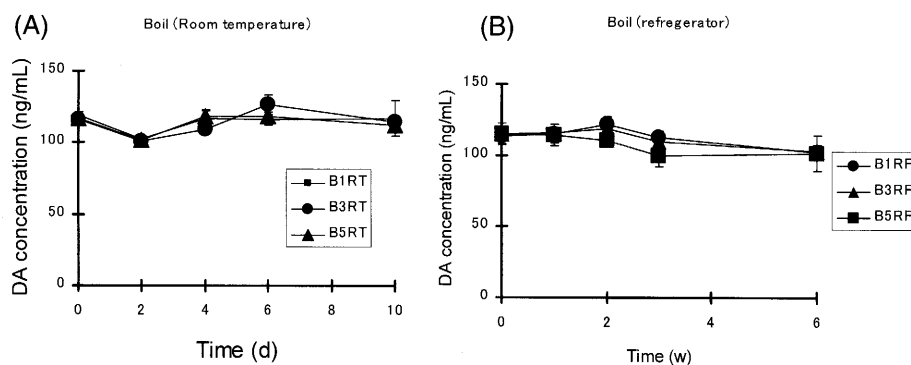 (A)
Boil (Room temperature)
DA concentration (ng/mL)
150
100
50
0
B1RT
B3RT
B5RT
0 2 4 6 8 10
Time (d)
(B)
Boil (refregerator)
DA concentration (ng/mL)
150
100
50
0
B1RF
B3RF
B5RF
0 2 4 6
Time (w)